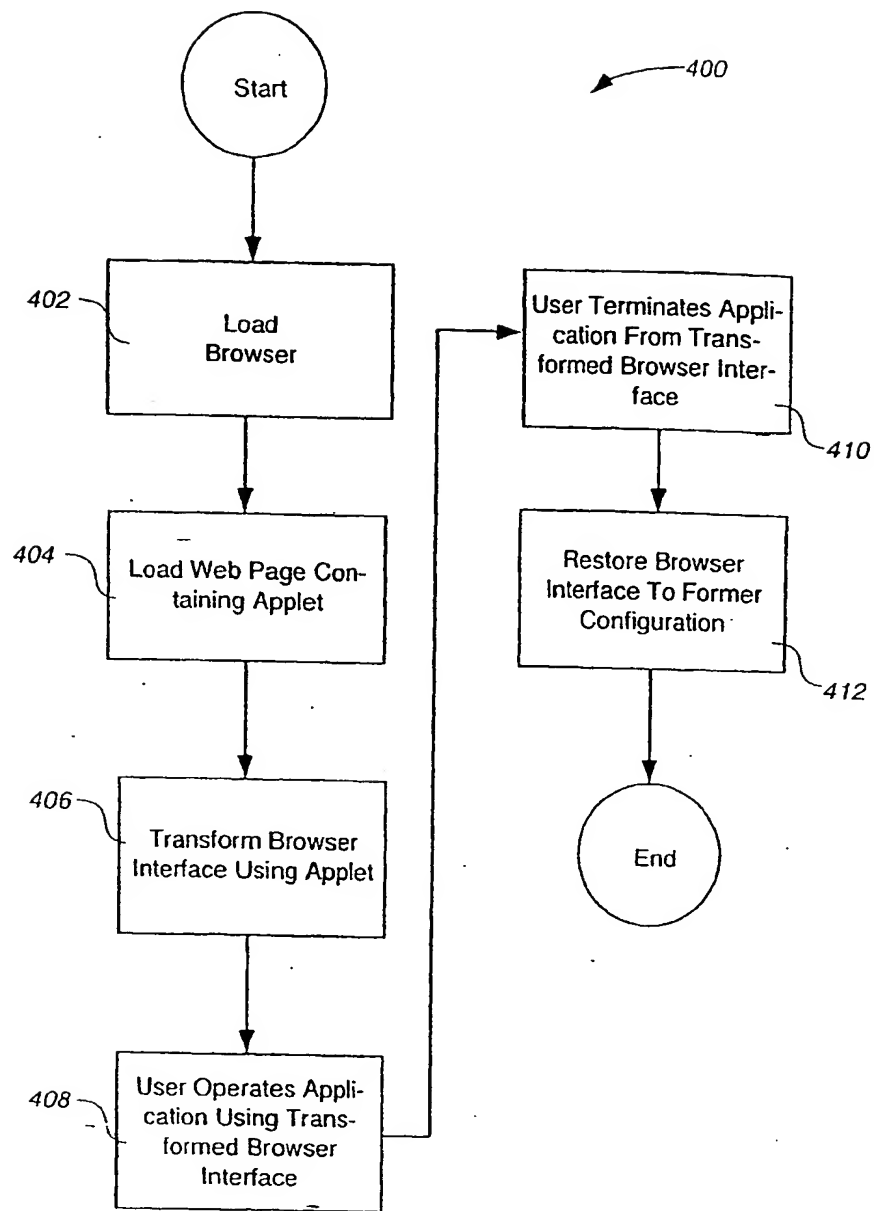 Start
400
402
Load
Browser
404
Load Web Page Con-
taining Applet
406
Transform Browser
Interface Using Applet
408
User Operates Appli-
cation Using Trans-
formed Browser
Interface
User Terminates Appli-
cation From Trans-
formed Browser Inter-
face
410
Restore Browser
Interface To Former
Configuration
412
End